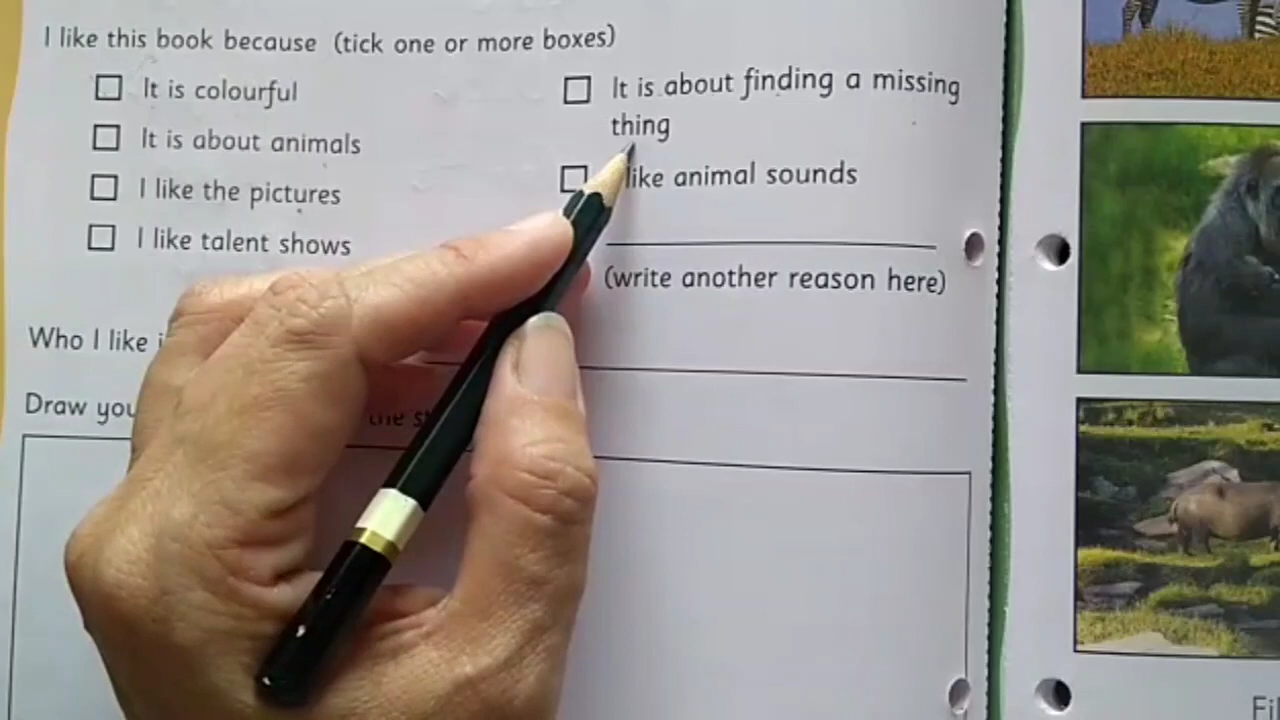 I like this book because (tick one or more boxes)
It is colourful
It is about animals
I like the pictures
I like talent shows
It is about finding a missing
thing
like animal sounds
(write another reason here)
Who I like
Draw
the